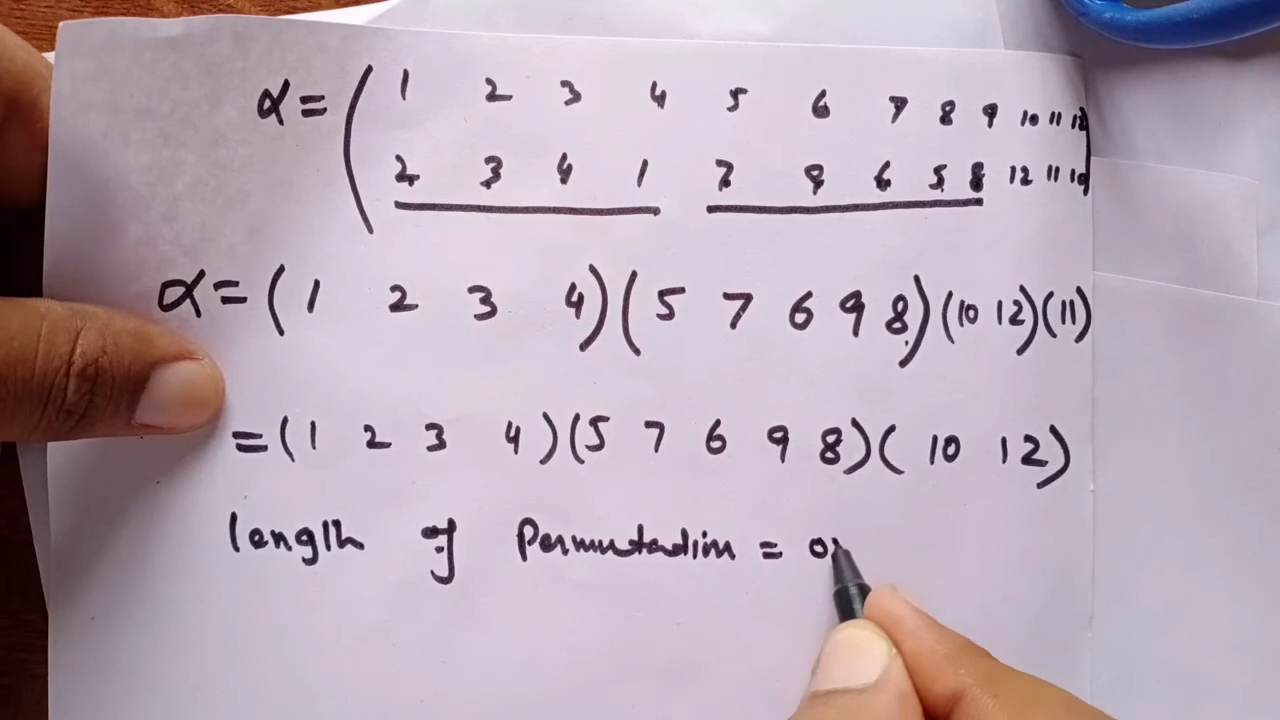 α = ( 1 2 3 4 5 6 7 8 9 10 11 12 )
2 3 4 1 7 9 6 5 8 12 11 10
α = ( 1 2 3 4 ) ( 5 7 6 9 8 ) ( 10 12 ) ( 11 )
= ( 1 2 3 4 ) ( 5 7 6 9 8 ) ( 10 12 )
length of Permutation =